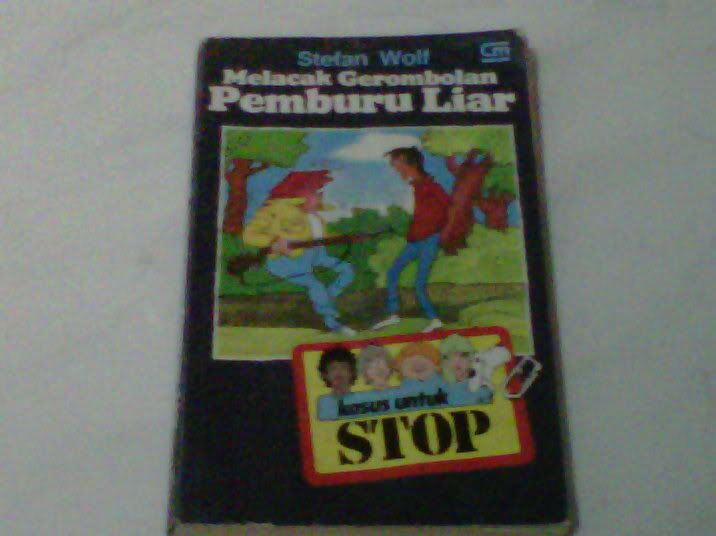 Stefan Wolf
Melacak Gerombolan
Pemburu Liar
kasus untuk
STOP